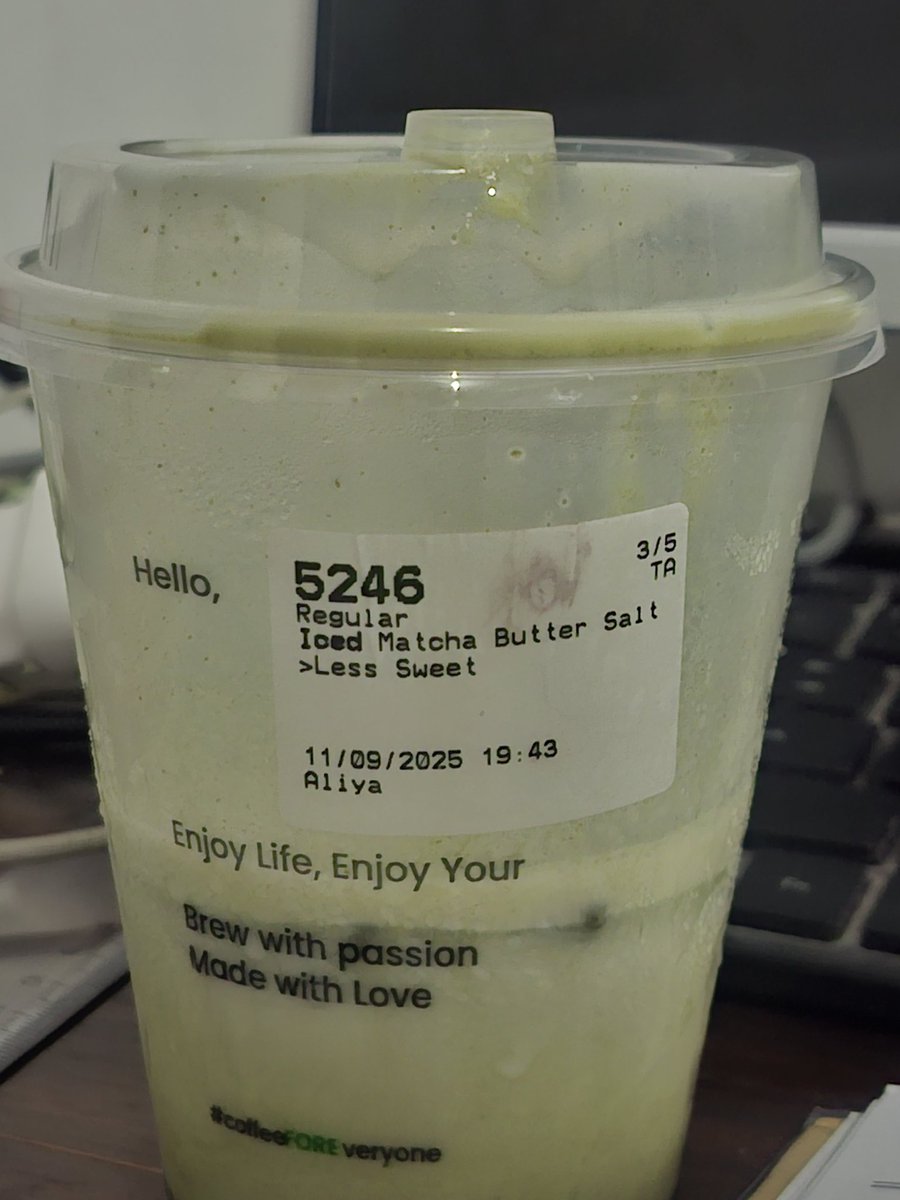 Hello,
5246
3/5
TA
Regular
Iced Matcha Butter Salt
>Less Sweet
11/09/2025 19:43
Aliya
Enjoy Life, Enjoy Your
Brew with passion
Made with Love
#coffeeFOREveryone